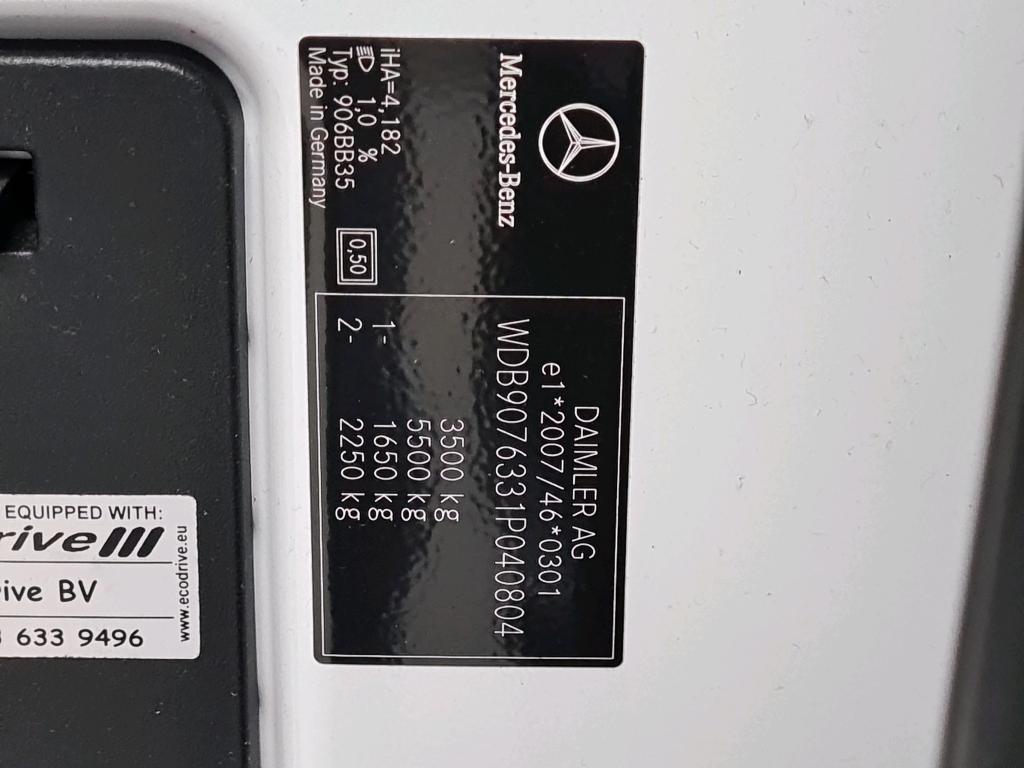 Mercedes-Benz
iHA=4,182
1,0 %
Typ: 906BB35
Made in Germany
0,50
DAIMLER AG
e1*2007/46*0301
WDB9076331P040804
3500 kg
5500 kg
1- 1650 kg
2- 2250 kg
EQUIPPED WITH:
rive
ive BV
633 9496
www.ecodrive.eu